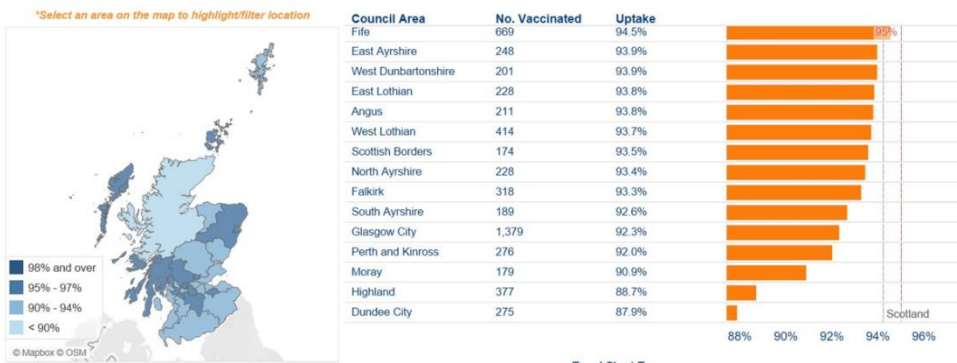 *Select an area on the map to highlight/filter location
98% and over
95% - 97%
90% - 94%
< 90%
© Mapbox © OSM
Council Area No. Vaccinated Uptake
Fife 669 94.5% 95%
East Ayrshire 248 93.9%
West Dunbartonshire 201 93.9%
East Lothian 228 93.8%
Angus 211 93.8%
West Lothian 414 93.7%
Scottish Borders 174 93.5%
North Ayrshire 228 93.4%
Falkirk 318 93.3%
South Ayrshire 189 92.6%
Glasgow City 1,379 92.3%
Perth and Kinross 276 92.0%
Moray 179 90.9%
Highland 377 88.7%
Dundee City 275 87.9%
Scotland
88% 90% 92% 94% 96%